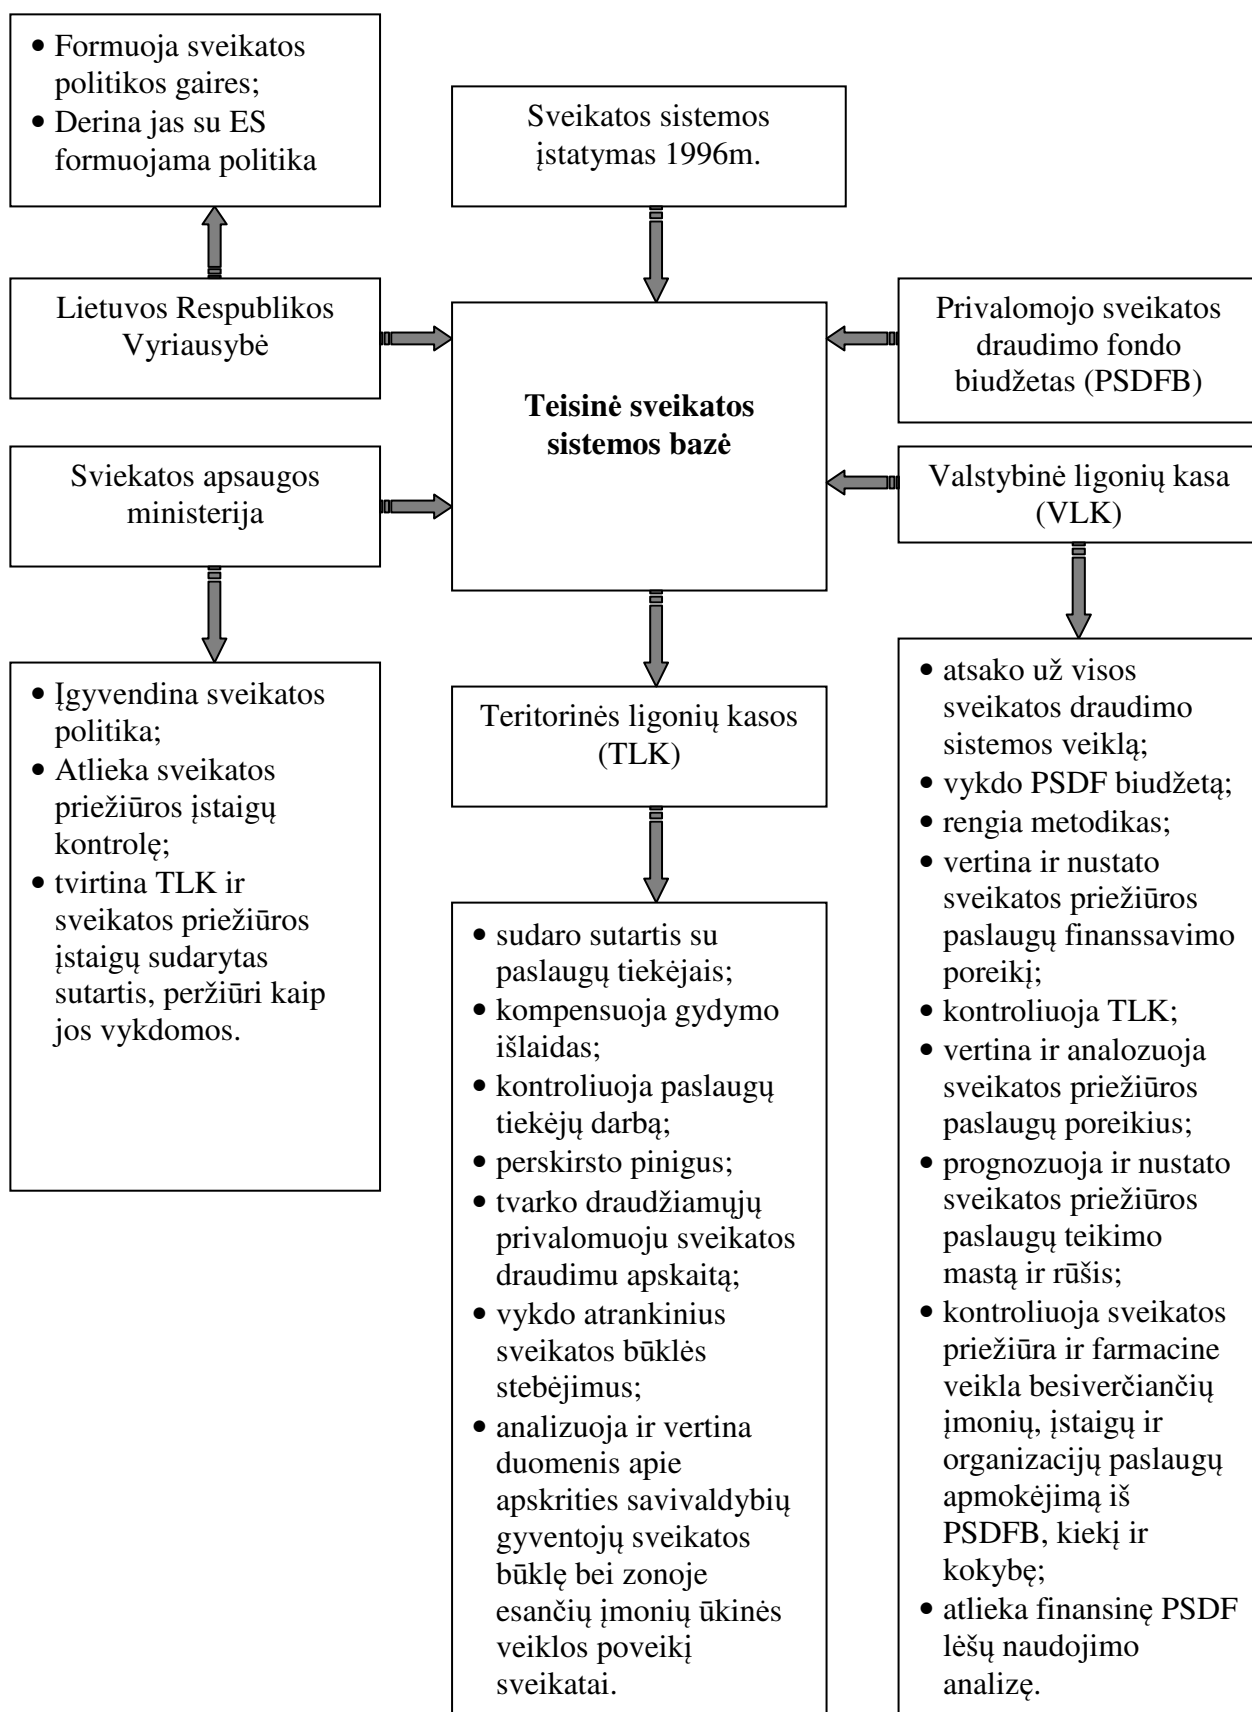 • Formuoja sveikatos
politikos gaires;
• Derina jas su ES
formuojama politika
Sveikatos sistemos
įstatymas 1996m.
Lietuvos Respublikos
Vyriausybė
Privalomojo sveikatos
draudimo fondo
biudžetas (PSDFB)
Teisinė sveikatos
sistemos bazė
Sviekatos apsaugos
ministerija
Valstybinė ligonių kasa
(VLK)
• Įgyvendina sveikatos
politika;
• Atlieka sveikatos
priežiūros įstaigų
kontrolę;
• tvirtina TLK ir
sveikatos priežiūros
įstaigų sudarytas
sutartis, peržiūri kaip
jos vykdomos.
Teritorinės ligonių kasos
(TLK)
• sudaro sutartis su
paslaugų tiekėjais;
• kompensuoja gydymo
išlaidas;
• kontroliuoja paslaugų
tiekėjų darbą;
• perskirsto pinigus;
• tvarko draudžiamųjų
privalomuoju sveikatos
draudimu apskaitą;
• vykdo atrankinius
sveikatos būklės
stebėjimus;
• analizuoja ir vertina
duomenis apie
apskrities savivaldybių
gyventojų sveikatos
būklę bei zonoje
esančių įmonių ūkinės
veiklos poveikį
sveikatai.
• atsako už visos
sveikatos draudimo
sistemos veiklą;
• vykdo PSDF biudžetą;
• rengia metodikas;
• vertina ir nustato
sveikatos priežiūros
paslaugų finanssavimo
poreikį;
• kontroliuoja TLK;
• vertina ir analozuoja
sveikatos priežiūros
paslaugų poreikius;
• prognozuoja ir nustato
sveikatos priežiūros
paslaugų teikimo
mastą ir rūšis;
• kontroliuoja sveikatos
priežiūra ir farmacine
veikla besiverčiančių
įmonių, įstaigų ir
organizacijų paslaugų
apmokėjimą iš
PSDFB, kiekį ir
kokybę;
• atlieka finansinę PSDF
lėšų naudojimo
analizę.